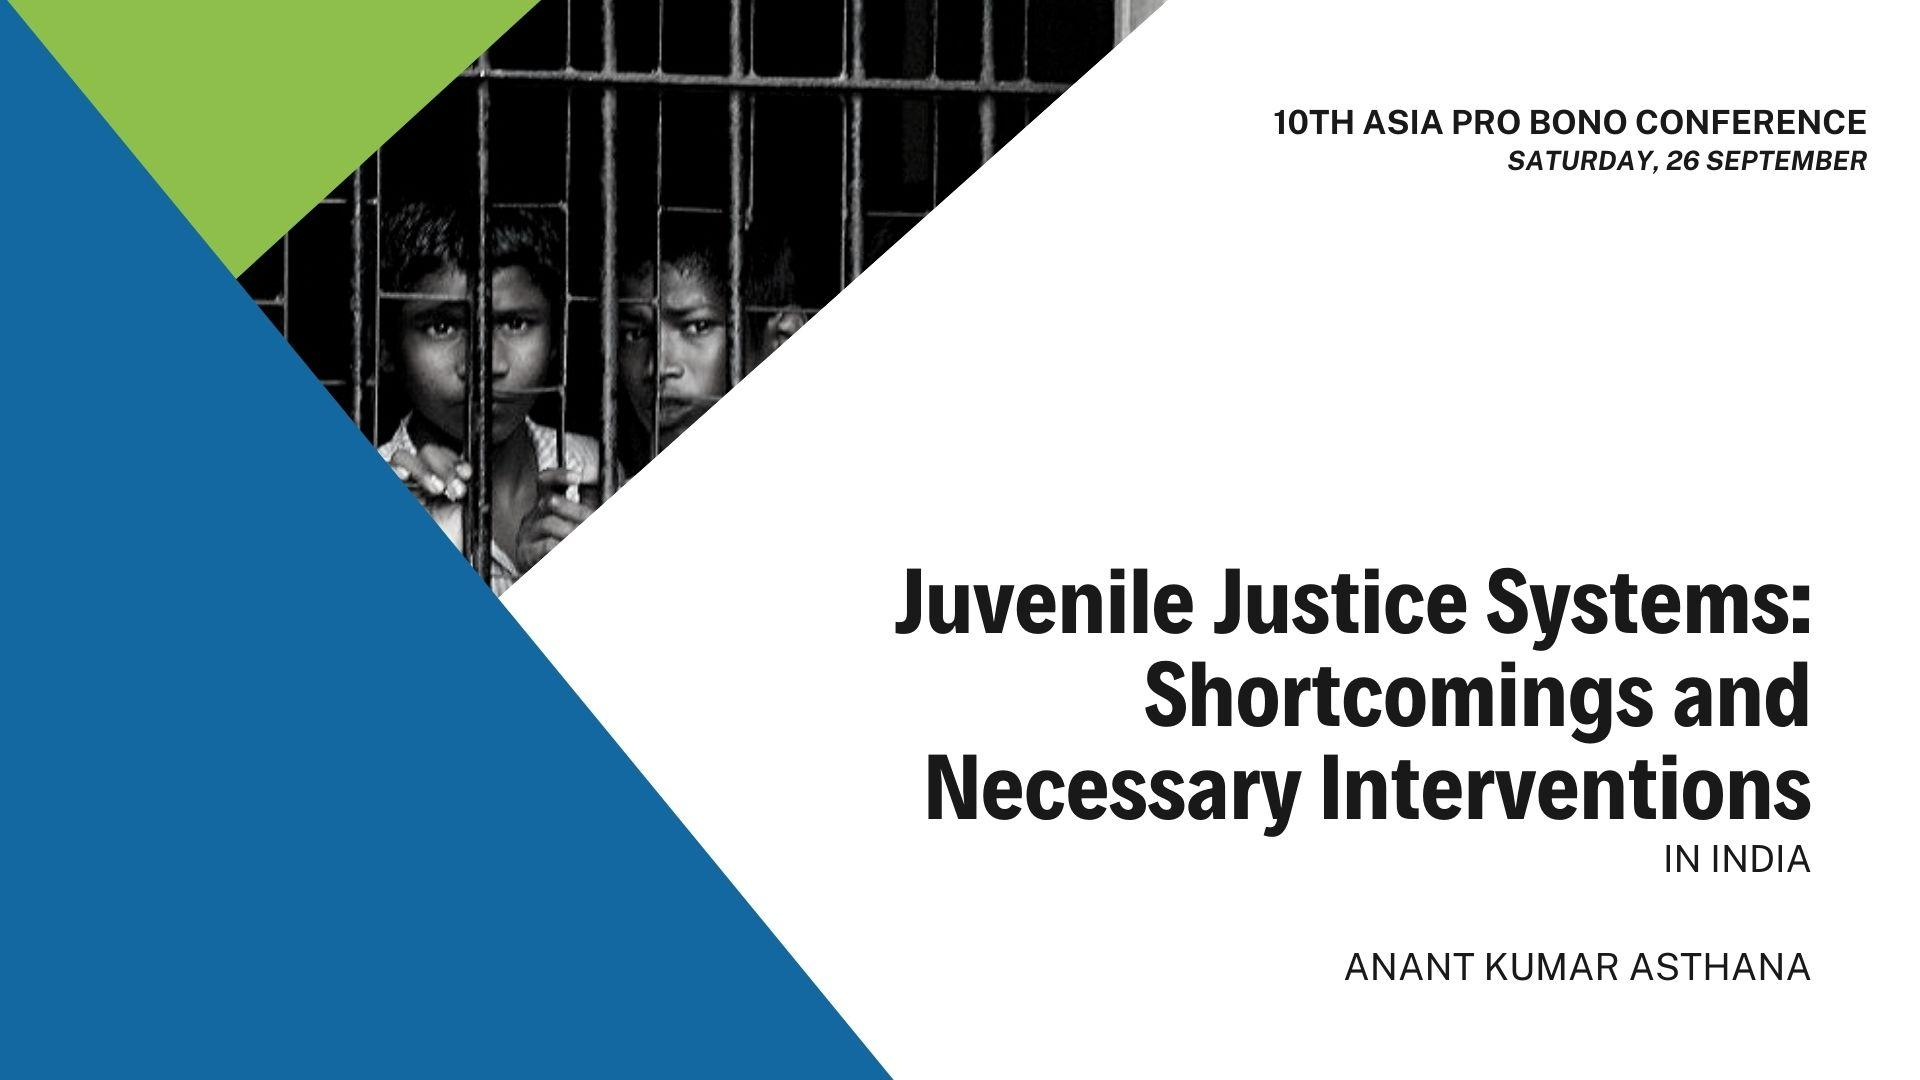 10TH ASIA PRO BONO CONFERENCE
SATURDAY, 26 SEPTEMBER
Juvenile Justice Systems:
Shortcomings and
Necessary Interventions
IN INDIA
ANANT KUMAR ASTHANA